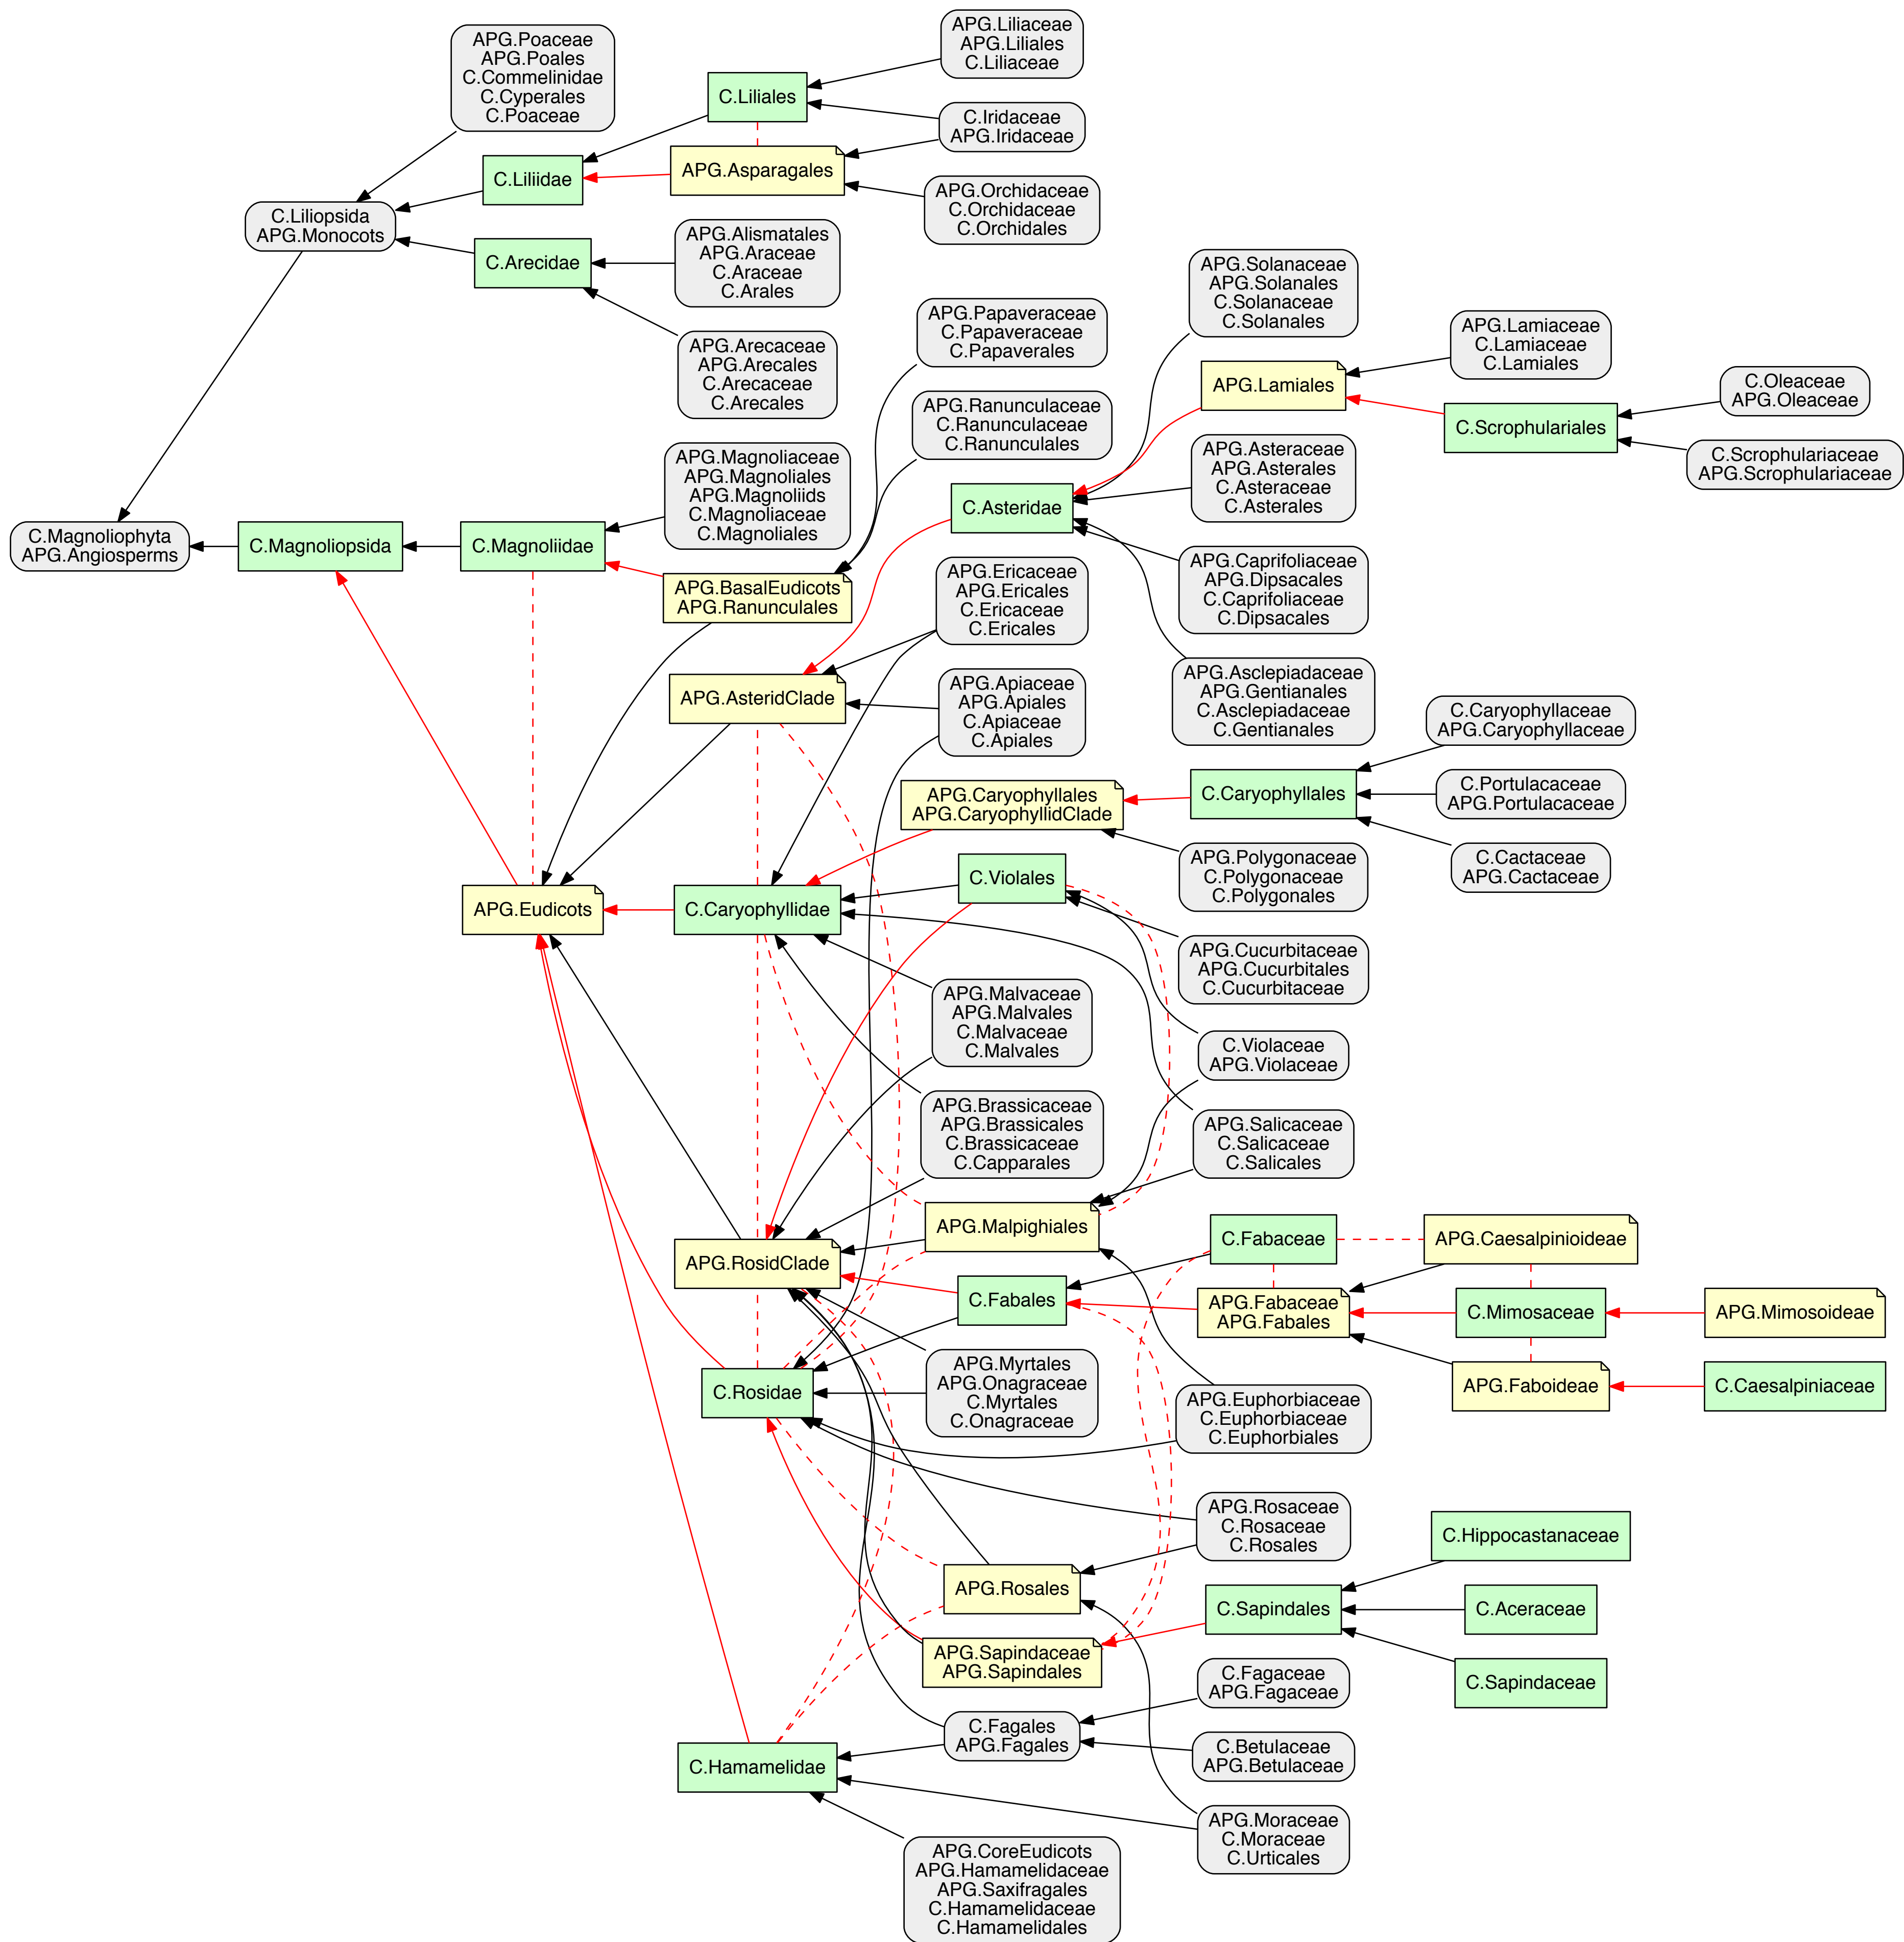 APG.Poaceae
APG.Poales
C.Commelinidae
C.Cyperales
C.Poaceae
APG.Liliaceae
APG.Liliales
C.Liliaceae
C.Liliales
C.Iridaceae
APG.Iridaceae
C.Liliidae
APG.Asparagales
APG.Orchidaceae
C.Orchidaceae
C.Orchidales
C.Liliopsida
APG.Monocots
C.Arecidae
APG.Alismatales
APG.Araceae
C.Araceae
C.Arales
APG.Arecaceae
APG.Arecales
C.Arecaceae
C.Arecales
APG.Papaveraceae
C.Papaveraceae
C.Papaverales
APG.Solanaceae
APG.Solanales
C.Solanaceae
C.Solanales
APG.Lamiaceae
C.Lamiaceae
C.Lamiales
APG.Lamiales
C.Oleaceae
APG.Oleaceae
C.Scrophulariales
C.Scrophulariaceae
APG.Scrophulariaceae
APG.Ranunculaceae
C.Ranunculaceae
C.Ranunculales
APG.Asteraceae
APG.Asterales
C.Asteraceae
C.Asterales
APG.Magnoliaceae
APG.Magnoliales
APG.Magnoliids
C.Magnoliaceae
C.Magnoliales
C.Asteridae
C.Magnoliophyta
APG.Angiosperms
C.Magnoliopsida
C.Magnoliidae
APG.BasalEudicots
APG.Ranunculales
APG.Ericaceae
APG.Ericales
C.Ericaceae
C.Ericales
APG.Caprifoliaceae
APG.Dipsacales
C.Caprifoliaceae
C.Dipsacales
APG.AsteridClade
APG.Apiaceae
APG.Apiales
C.Apiaceae
C.Apiales
APG.Asclepiadaceae
APG.Gentianales
C.Asclepiadaceae
C.Gentianales
C.Caryophyllaceae
APG.Caryophyllaceae
APG.Caryophyllales
APG.CaryophyllidClade
C.Caryophyllales
C.Portulacaceae
APG.Portulacaceae
C.Cactaceae
APG.Cactaceae
APG.Polygonaceae
C.Polygonaceae
C.Polygonales
C.Violales
APG.Eudicots
C.Caryophyllidae
APG.Cucurbitaceae
APG.Cucurbitales
C.Cucurbitaceae
APG.Malvaceae
APG.Malvales
C.Malvaceae
C.Malvales
C.Violaceae
APG.Violaceae
APG.Brassicaceae
APG.Brassicales
C.Brassicaceae
C.Capparales
APG.Salicaceae
C.Salicaceae
C.Salicales
APG.Malpighiales
APG.RosidClade
C.Fabaceae
APG.Caesalpinioideae
C.Fabales
APG.Fabaceae
APG.Fabales
C.Mimosaceae
APG.Mimosoideae
APG.Faboideae
C.Caesalpiniaceae
C.Rosidae
APG.Myrtales
APG.Onagraceae
C.Myrtales
C.Onagraceae
APG.Euphorbiaceae
C.Euphorbiaceae
C.Euphorbiales
APG.Rosaceae
C.Rosaceae
C.Rosales
C.Hippocastanaceae
APG.Rosales
C.Sapindales
C.Aceraceae
APG.Sapindaceae
APG.Sapindales
C.Sapindaceae
C.Fagaceae
APG.Fagaceae
C.Fagales
APG.Fagales
C.Betulaceae
APG.Betulaceae
C.Hamamelidae
APG.Moraceae
C.Moraceae
C.Urticales
APG.CoreEudicots
APG.Hamamelidaceae
APG.Saxifragales
C.Hamamelidaceae
C.Hamamelidales